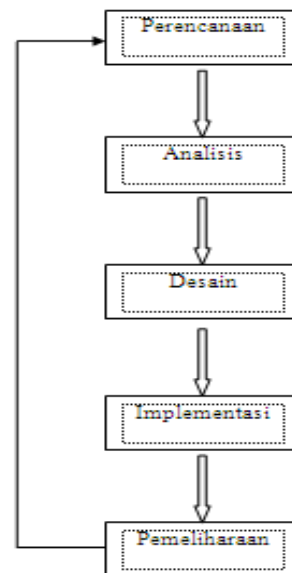 Perencanaan
Analisis
Desain
Implementasi
Pemeliharaan